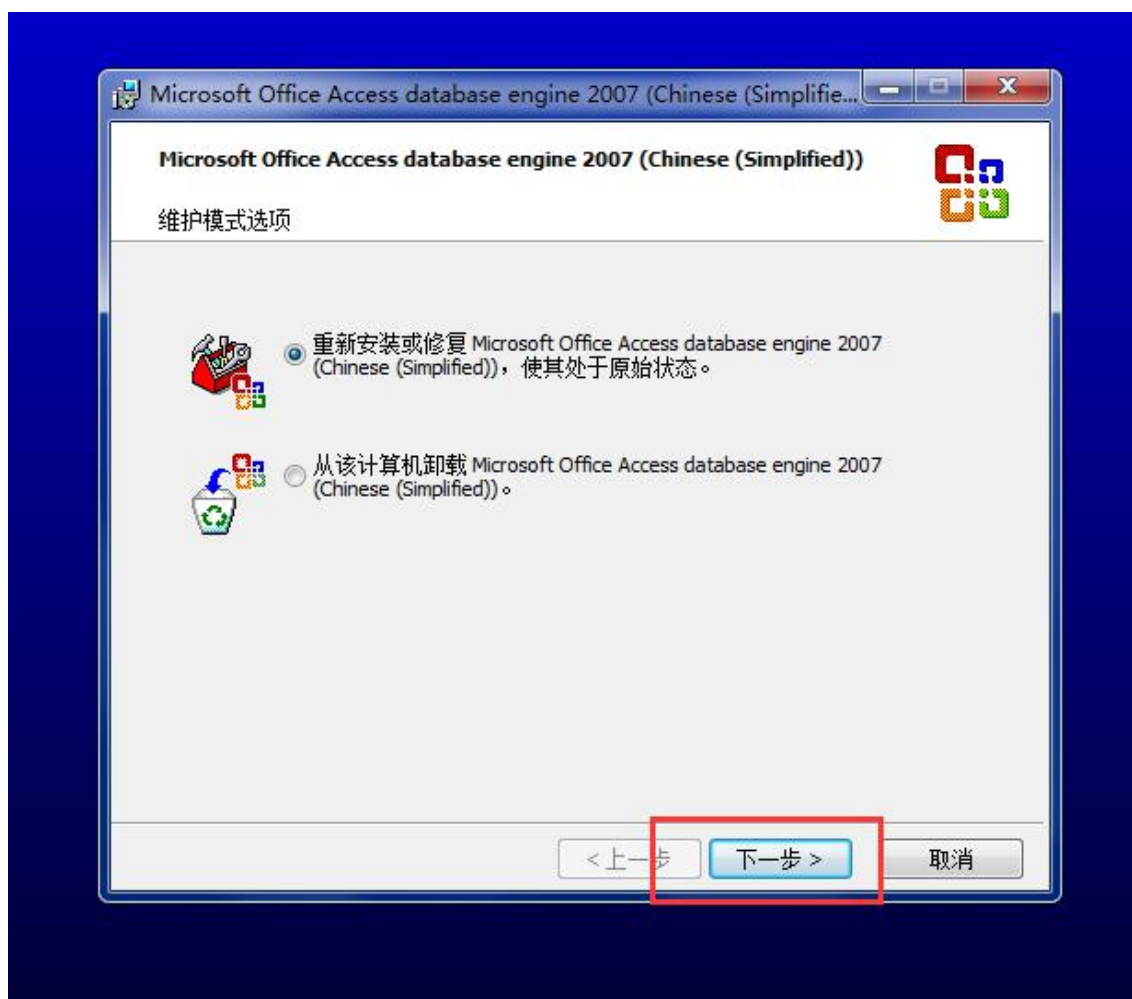 Microsoft Office Access database engine 2007 (Chinese (Simplifie...
Microsoft Office Access database engine 2007 (Chinese (Simplified))
维护模式选项
重新安装或修复 Microsoft Office Access database engine 2007
(Chinese (Simplified))，使其处于原始状态。
从该计算机卸载 Microsoft Office Access database engine 2007
(Chinese (Simplified))。
<上一步 下一步 > 取消